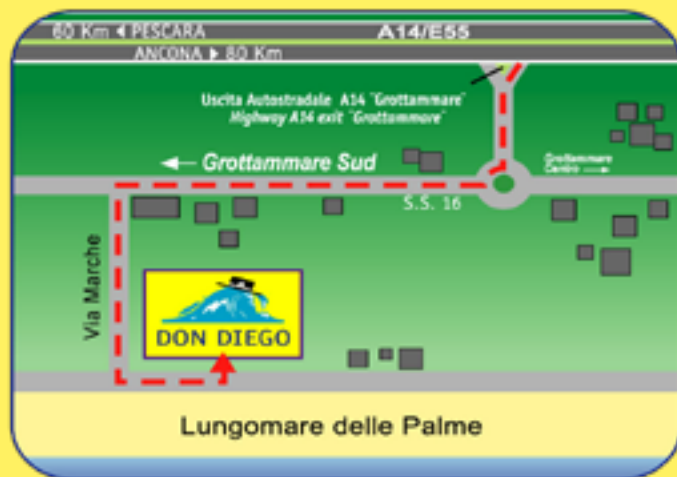 60 Km ◀ PESCARA A14/E55
ANCONA ▶ 80 Km
Uscita Autostradale A14 "Grottammare"
Highway A14 exit "Grottammare"
← Grottammare Sud
Grottammare
Centro →
S.S. 16
Via Marche
DON DIEGO
Lungomare delle Palme